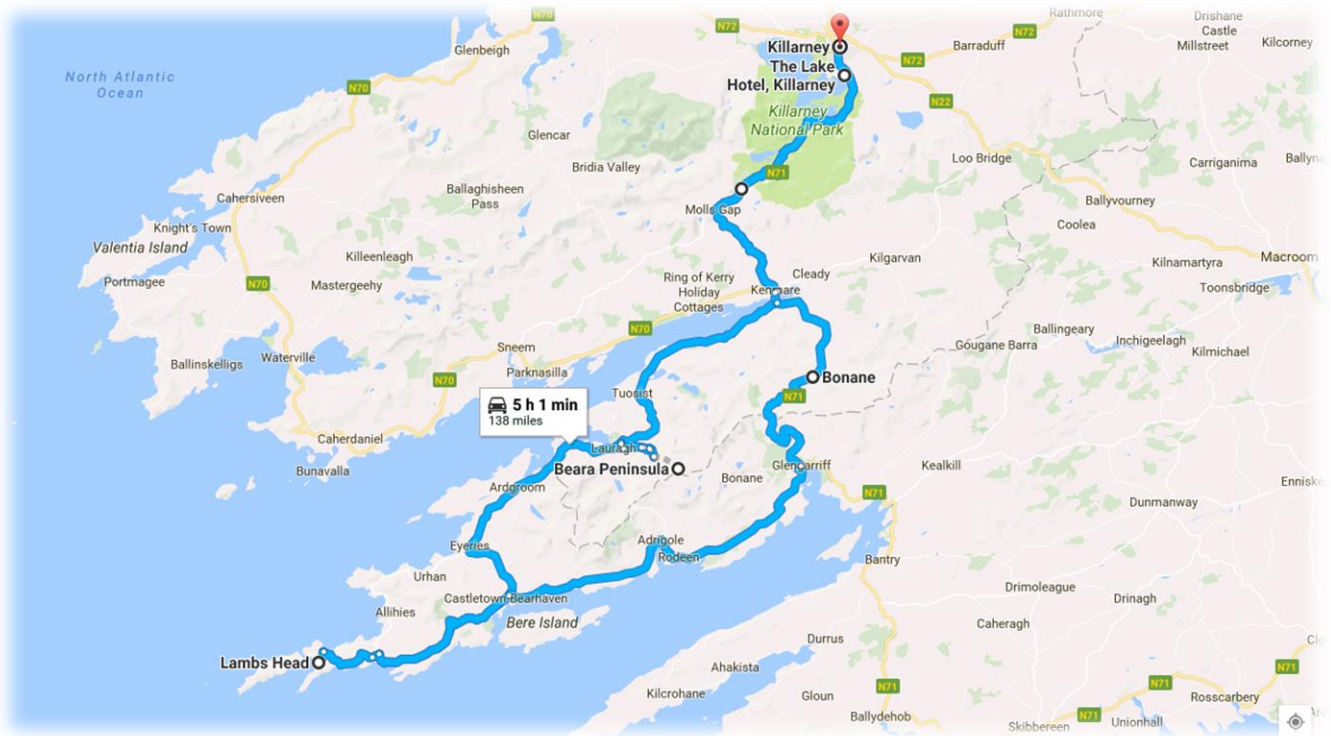 Rathmore
N70
N72
Drishane
Castle
Killarney
N72
Glenbeigh
Barraduff
Millstreet
Kilcorney
The Lake
Hotel, Killarney
N72
North Atlantic
Ocean
N70
N22
Killarney
National Park
Glencar
Loo Bridge
Carriganima
Ballyn
Bridia Valley
N71
Ballaghisheen
Pass
Cahersiveen
Ballyvourney
Molls Gap
Knight's Town
Coolea
Valentia Island
Killeenleagh
Kilgarvan
Macroom
Kilnamartyra
Portmagee
N70
Mastergeehy
Ring of Kerry
Holiday
Cottages
Cleady
Kenmare
Toonsbridge
N70
Ballingeary
Gougane Barra
Inchigeelagh
Kilmichael
Sneem
Waterville
Ballinskelligs
Parknasilla
N70
Bonane
Tuosist
N71
5 h 1 min
138 miles
Caherdaniel
Lauragh
Bunavalla
Beara Peninsula
Glengarriff
Kealkill
Bonane
Enniske
Ardgroom
N71
Dunmanway
Adrigole
Eyeries
Rodeen
Bantry
Urhan
Drimoleague
Castletown-Bearhaven
Drinagh
Allihies
Bere Island
Caheragh
Durrus
Clo
Lambs Head
Ahakista
N71
Kilcrohane
Gloun
N71
N71
Rosscarbery
Ballydehob
N71
Unionhall
Skibbereen